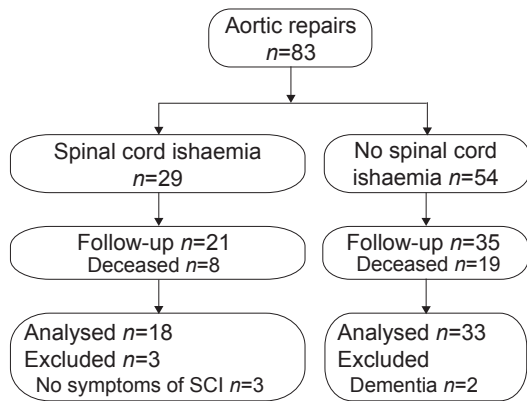 Aortic repairs
n=83
Spinal cord ishaemia
n=29
No spinal cord
ishaemia n=54
Follow-up n=21
Deceased n=8
Follow-up n=35
Deceased n=19
Analysed n=18
Excluded n=3
No symptoms of SCI n=3
Analysed n=33
Excluded
Dementia n=2